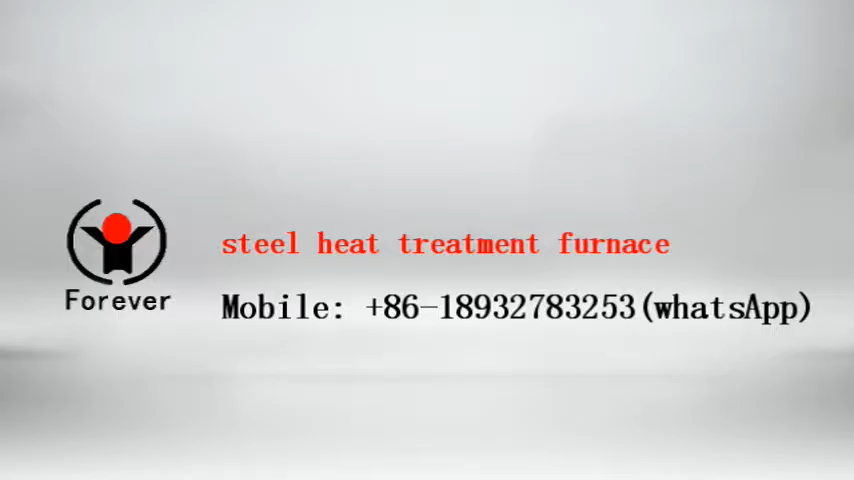 steel heat treatment furnace
Forever
Mobile: +86-18932783253(whatsApp)